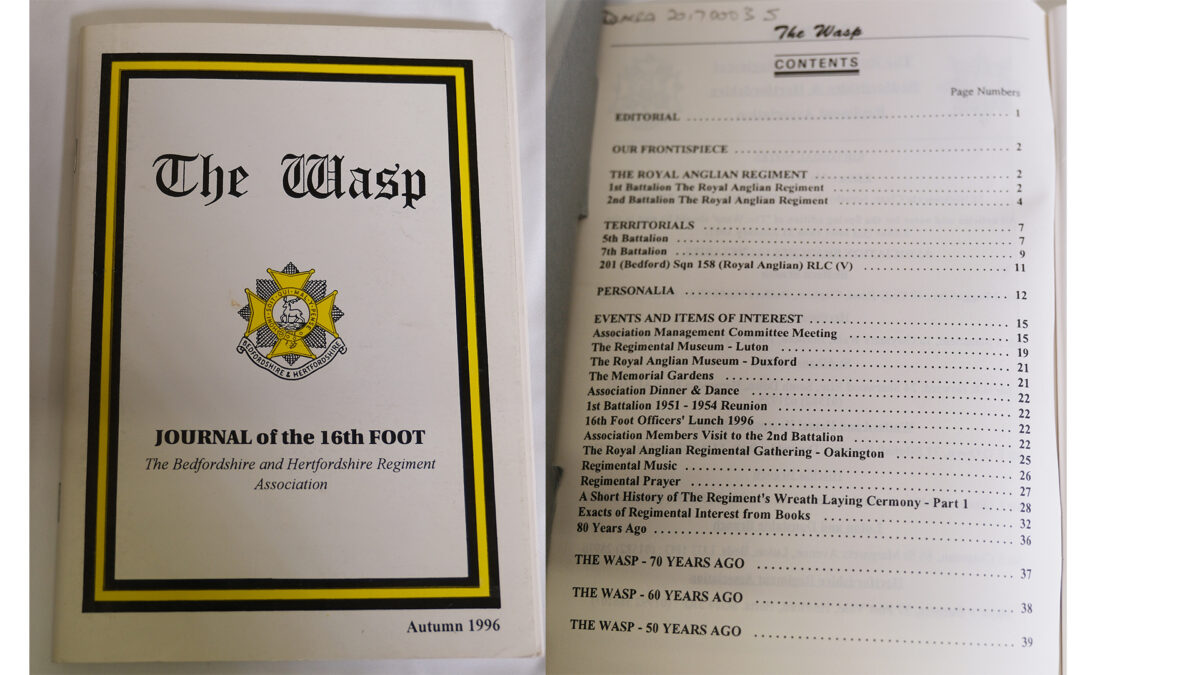 The Wasp
HONI·SOIT·QUI·MAL·Y·PENSE
BEDFORDSHIRE & HERTFORDSHIRE
JOURNAL of the 16th FOOT
The Bedfordshire and Hertfordshire Regiment
Association
Autumn 1996
The Wasp
CONTENTS
Page Numbers
EDITORIAL 1
OUR FRONTISPIECE 2
THE ROYAL ANGLIAN REGIMENT 2
1st Battalion The Royal Anglian Regiment 2
2nd Battalion The Royal Anglian Regiment 4
TERRITORIALS 7
5th Battalion 7
7th Battalion 9
201 (Bedford) Sqn 158 (Royal Anglian) RLC (V) 11
PERSONALIA 12
EVENTS AND ITEMS OF INTEREST 15
Association Management Committee Meeting 15
The Regimental Museum - Luton 19
The Royal Anglian Museum - Duxford 21
The Memorial Gardens 21
Association Dinner & Dance 22
1st Battalion 1951 - 1954 Reunion 22
16th Foot Officers' Lunch 1996 22
Association Members Visit to the 2nd Battalion 22
The Royal Anglian Regimental Gathering - Oakington 25
Regimental Music 26
Regimental Prayer 27
A Short History of The Regiment's Wreath Laying Cermony - Part 1 28
Exacts of Regimental Interest from Books 32
80 Years Ago 36
THE WASP - 70 YEARS AGO 37
THE WASP - 60 YEARS AGO 38
THE WASP - 50 YEARS AGO 39